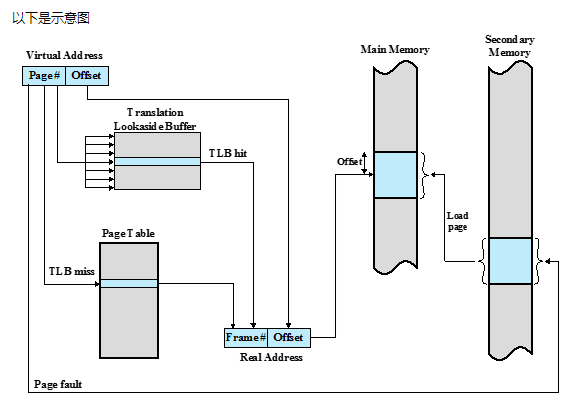 以下是示意图
Secondary
Memory
Main Memory
Virtual Address
Page # Offset
Translation
Lookaside Buffer
TLB hit
Offset
Load
page
Page Table
TLB miss
Frame # Offset
Real Address
Page fault